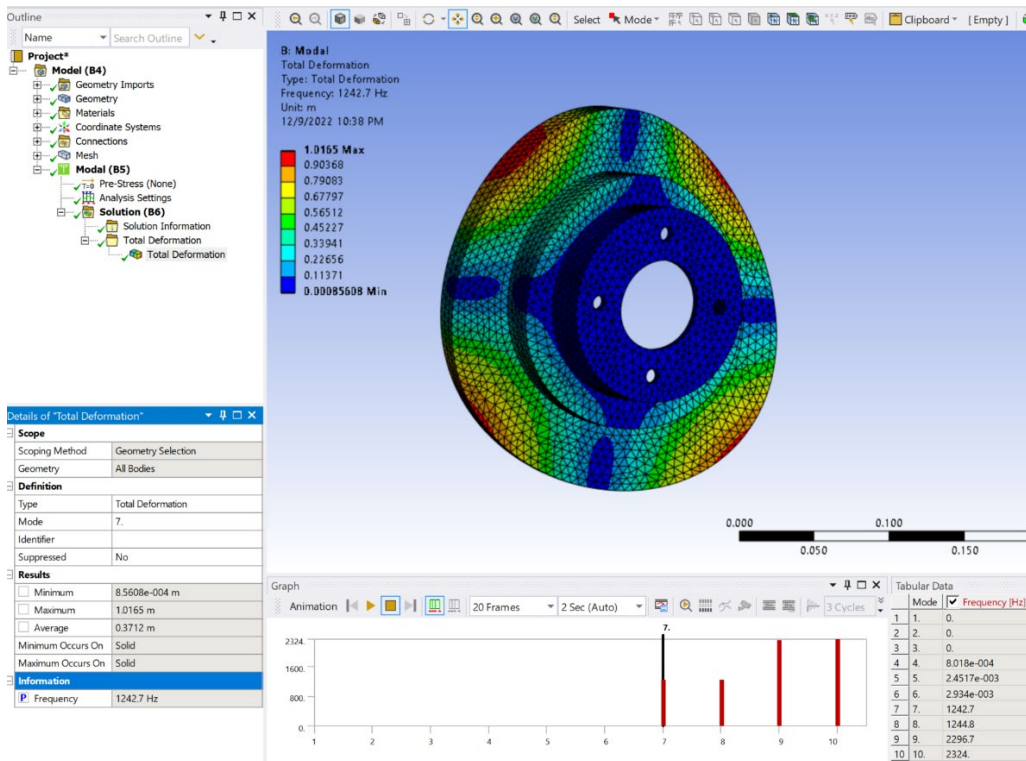 Outline
Name
Search Outline
Project*
Model (B4)
Geometry Imports
Geometry
Materials
Coordinate Systems
Connections
Mesh
Modal (B5)
T=0
Pre-Stress (None)
Analysis Settings
Solution (B6)
Solution Information
Total Deformation
Total Deformation
Select Mode Clipboard [Empty]
B: Modal
Total Deformation
Type: Total Deformation
Frequency: 1242.7 Hz
Unit: m
12/9/2022 10:38 PM
1.0165 Max
0.90368
0.79083
0.67797
0.56512
0.45227
0.33941
0.22656
0.11371
0.00085608 Min
0.000
0.100
0.050
0.150
Details of "Total Deformation"
Scope
Scoping Method Geometry Selection
Geometry All Bodies
Definition
Type Total Deformation
Mode 7.
Identifier
Suppressed No
Results
Minimum 8.5608e-004 m
Maximum 1.0165 m
Average 0.3712 m
Minimum Occurs On Solid
Maximum Occurs On Solid
Information
P Frequency 1242.7 Hz
Graph
Animation 20 Frames 2 Sec (Auto) 3 Cycles
7.
2324.
1600.
800.
0.
1 2 3 4 5 6 7 8 9 10
Tabular Data
Mode Frequency [Hz]
1 1. 0.
2 2. 0.
3 3. 0.
4 4. 8.018e-004
5 5. 2.4517e-003
6 6. 2.934e-003
7 7. 1242.7
8 8. 1244.8
9 9. 2296.7
10 10. 2324.